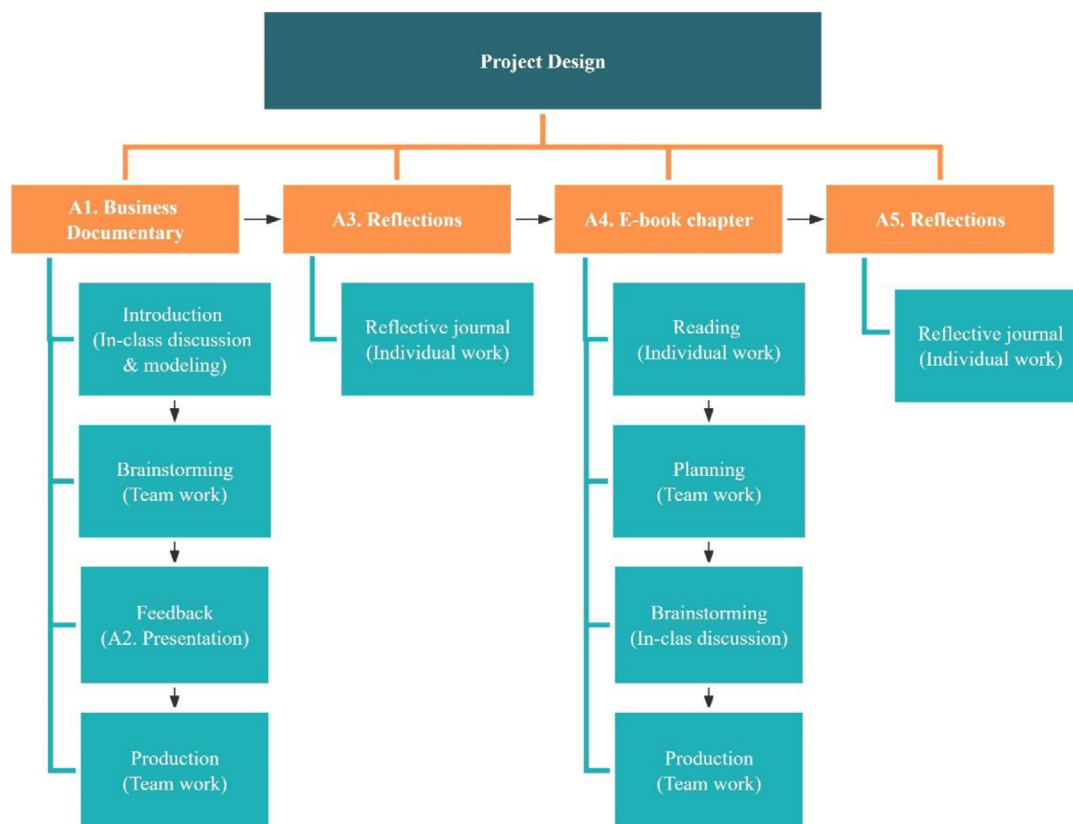 Project Design
A1. Business
Documentary
A3. Reflections
A4. E-book chapter
A5. Reflections
Introduction
(In-class discussion
& modeling)
Brainstorming
(Team work)
Feedback
(A2. Presentation)
Production
(Team work)
Reflective journal
(Individual work)
Reading
(Individual work)
Planning
(Team work)
Brainstorming
(In-clas discussion)
Production
(Team work)
Reflective journal
(Individual work)